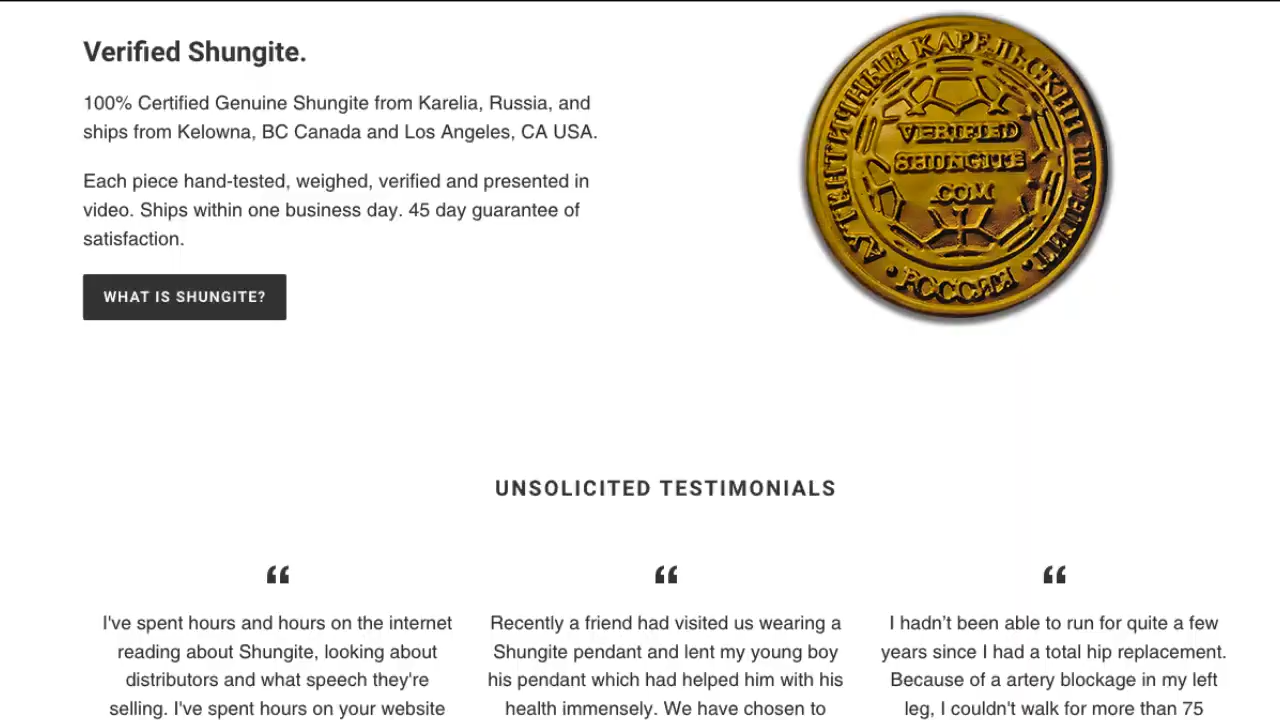 Verified Shungite.
100% Certified Genuine Shungite from Karelia, Russia, and
ships from Kelowna, BC Canada and Los Angeles, CA USA.
Each piece hand-tested, weighed, verified and presented in
video. Ships within one business day. 45 day guarantee of
satisfaction.
WHAT IS SHUNGITE?
АУТЕНТИЧНЫЙ КАРЕЛЬСКИЙ ШУНГИТ
VERIFIED
SHUNGITE
.COM
• РОССИЯ •
UNSOLICITED TESTIMONIALS
“
I've spent hours and hours on the internet
reading about Shungite, looking about
distributors and what speech they're
selling. I've spent hours on your website
“
Recently a friend had visited us wearing a
Shungite pendant and lent my young boy
his pendant which had helped him with his
health immensely. We have chosen to
“
I hadn’t been able to run for quite a few
years since I had a total hip replacement.
Because of a artery blockage in my left
leg, I couldn't walk for more than 75